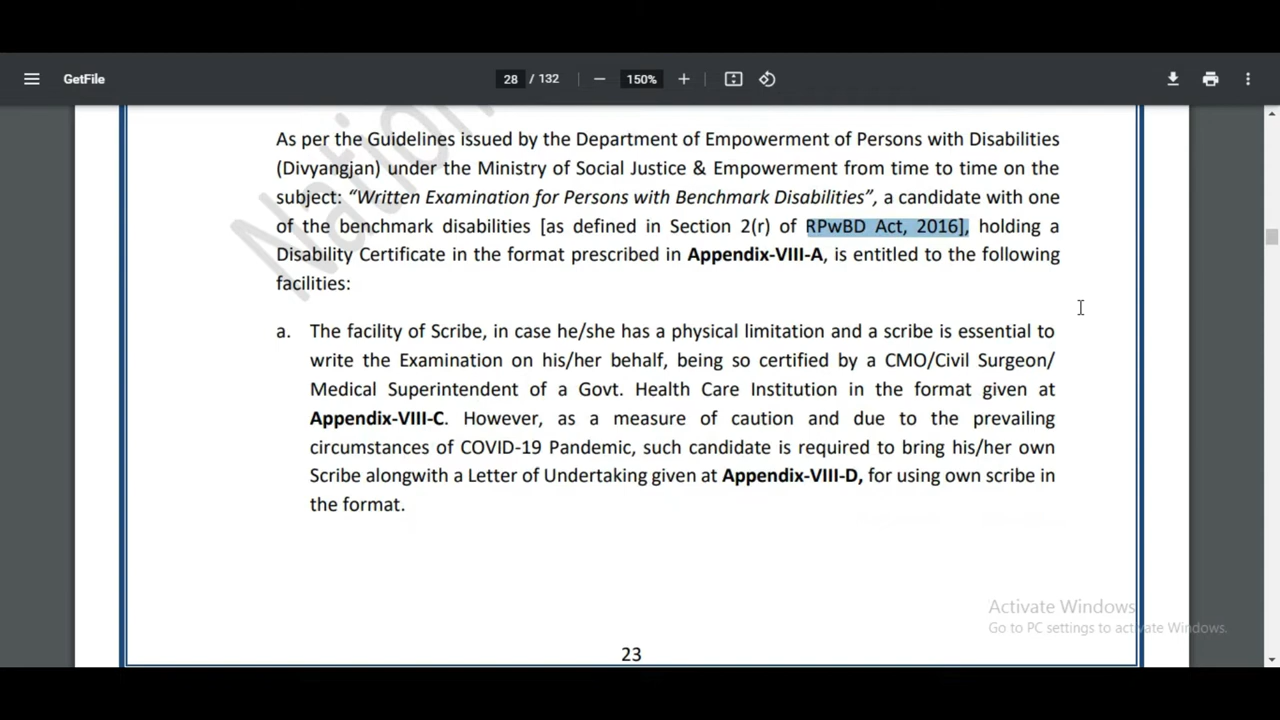 GetFile
28 / 132
150%
Nation
As per the Guidelines issued by the Department of Empowerment of Persons with Disabilities
(Divyangjan) under the Ministry of Social Justice & Empowerment from time to time on the
subject: “Written Examination for Persons with Benchmark Disabilities”, a candidate with one
of the benchmark disabilities [as defined in Section 2(r) of RPwBD Act, 2016], holding a
Disability Certificate in the format prescribed in Appendix-VIII-A, is entitled to the following
facilities:
a. The facility of Scribe, in case he/she has a physical limitation and a scribe is essential to
write the Examination on his/her behalf, being so certified by a CMO/Civil Surgeon/
Medical Superintendent of a Govt. Health Care Institution in the format given at
Appendix-VIII-C. However, as a measure of caution and due to the prevailing
circumstances of COVID-19 Pandemic, such candidate is required to bring his/her own
Scribe alongwith a Letter of Undertaking given at Appendix-VIII-D, for using own scribe in
the format.
Activate Windows
Go to PC settings to activate Windows.
23